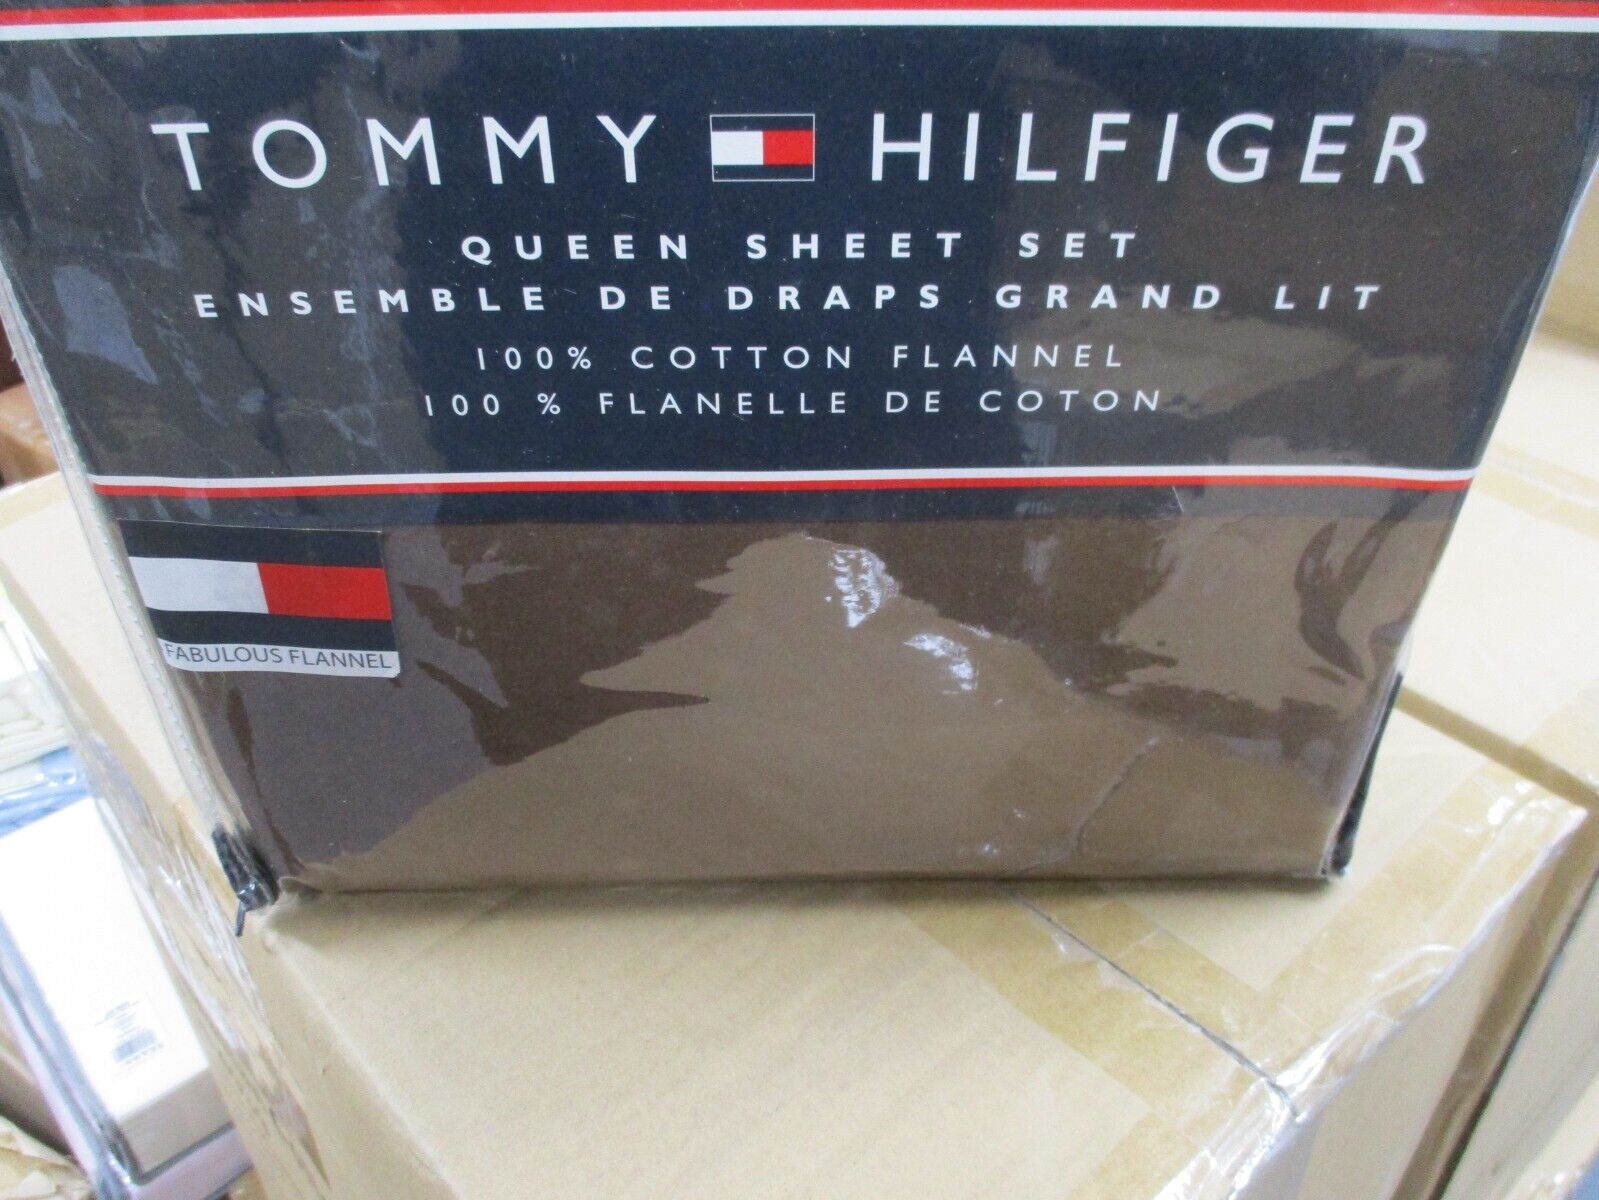 TOMMY HILFIGER
QUEEN SHEET SET
ENSEMBLE DE DRAPS GRAND LIT
100% COTTON FLANNEL
100 % FLANELLE DE COTON
FABULOUS FLANNEL